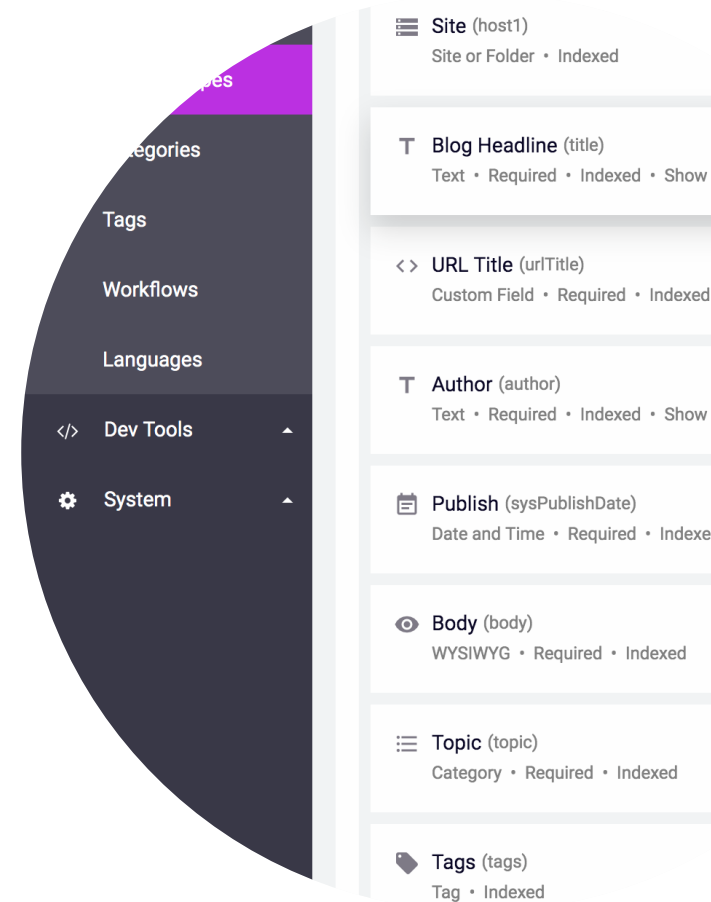 Categories
Tags
Workflows
Languages
Dev Tools
System
Site (host1)
Site or Folder • Indexed
Blog Headline (title)
Text • Required • Indexed • Show
URL Title (urlTitle)
Custom Field • Required • Indexed
Author (author)
Text • Required • Indexed • Show
Publish (sysPublishDate)
Date and Time • Required • Indexe
Body (body)
WYSIWYG • Required • Indexed
Topic (topic)
Category • Required • Indexed
Tags (tags)
Tag • Indexed